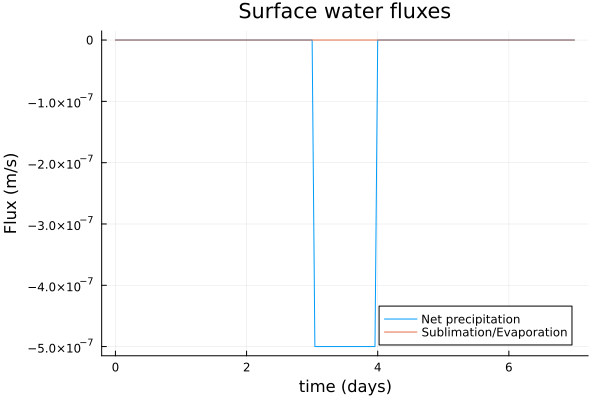 Surface water fluxes
0
−1.0×10⁻⁷
−2.0×10⁻⁷
−3.0×10⁻⁷
−4.0×10⁻⁷
−5.0×10⁻⁷
Flux (m/s)
Net precipitation
Sublimation/Evaporation
0 2 4 6
time (days)